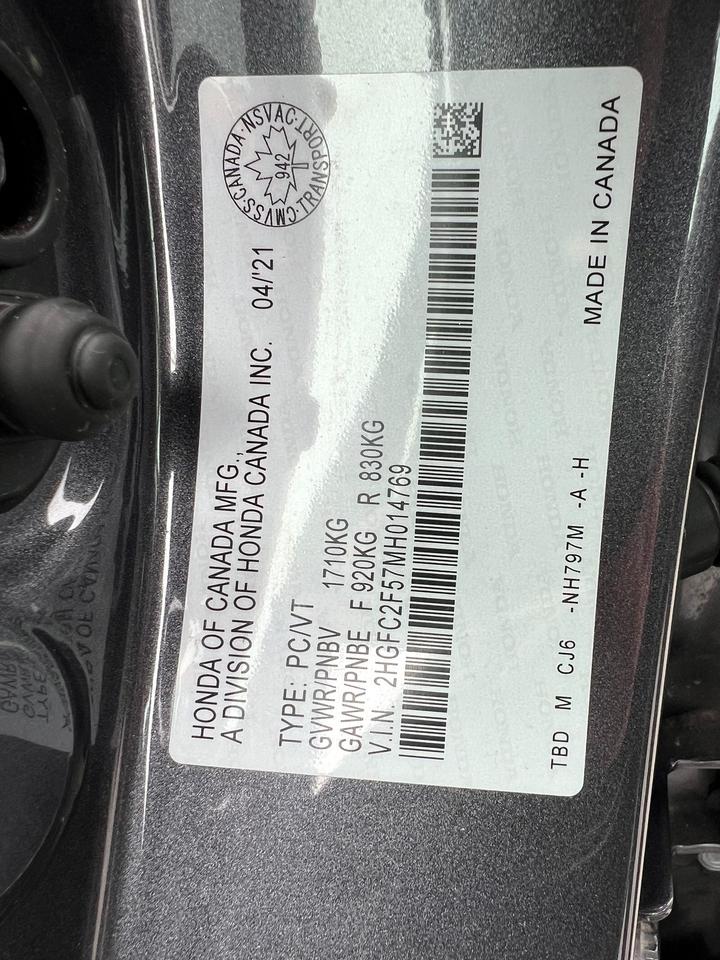 HONDA OF CANADA MFG.,
A DIVISION OF HONDA CANADA INC. 04/'21
CMVSS·CANADA·NSVAC·TRANSPORT·
942
TYPE: PC/VT
GVWR/PNBV 1710KG
GAWR/PNBE F 920KG R 830KG
V.I.N. 2HGFC2F57MH014769
MADE IN CANADA
TBD M CJ6 -NH797M -A -H